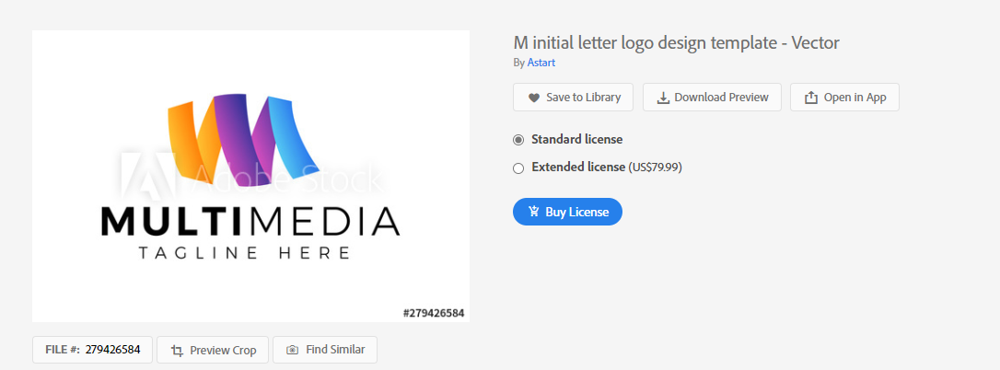 M initial letter logo design template - Vector
By Astart
Save to Library
Download Preview
Open in App
Standard license
Extended license (US$79.99)
Buy License
Adobe Stock
MULTIMEDIA
TAGLINE HERE
#279426584
FILE #: 279426584
Preview Crop
Find Similar